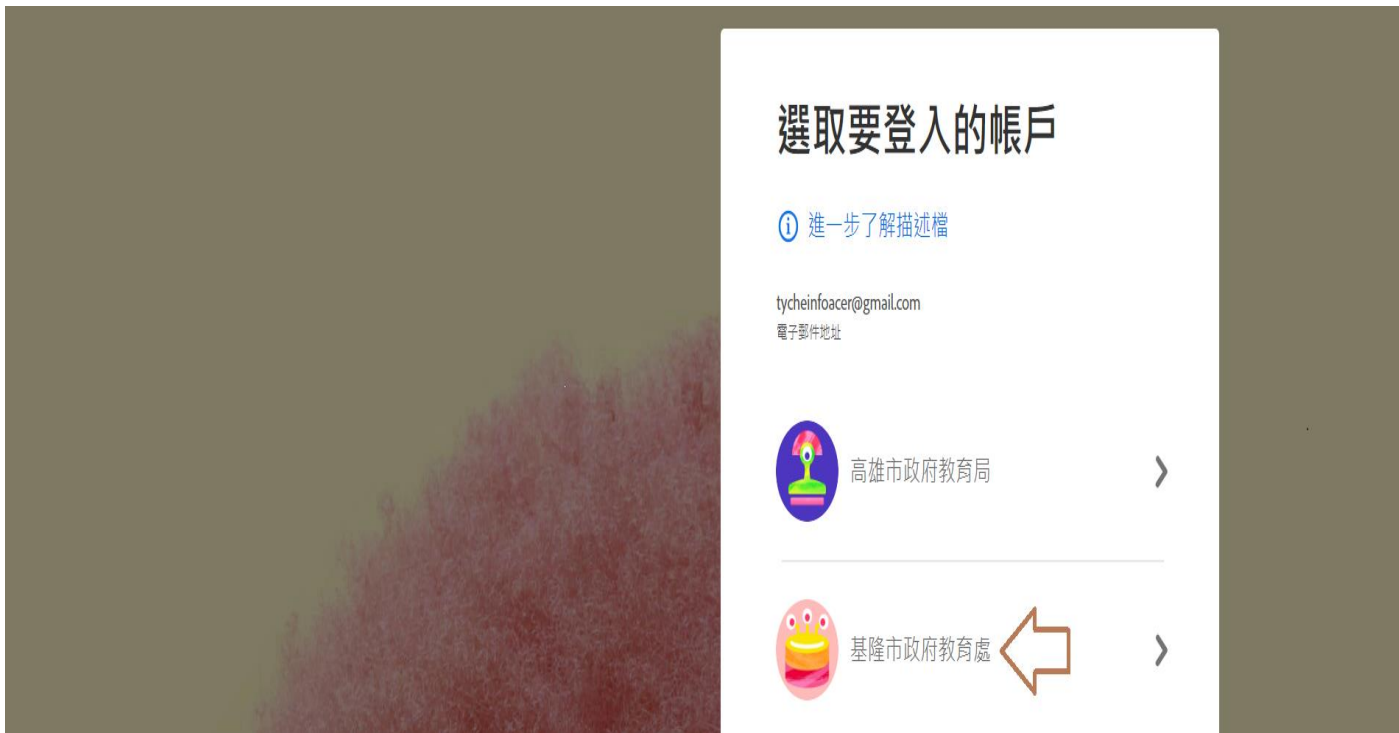 選取要登入的帳戶
進一步了解描述檔
tycheinfoacer@gmail.com
電子郵件地址
高雄市政府教育局
基隆市政府教育處